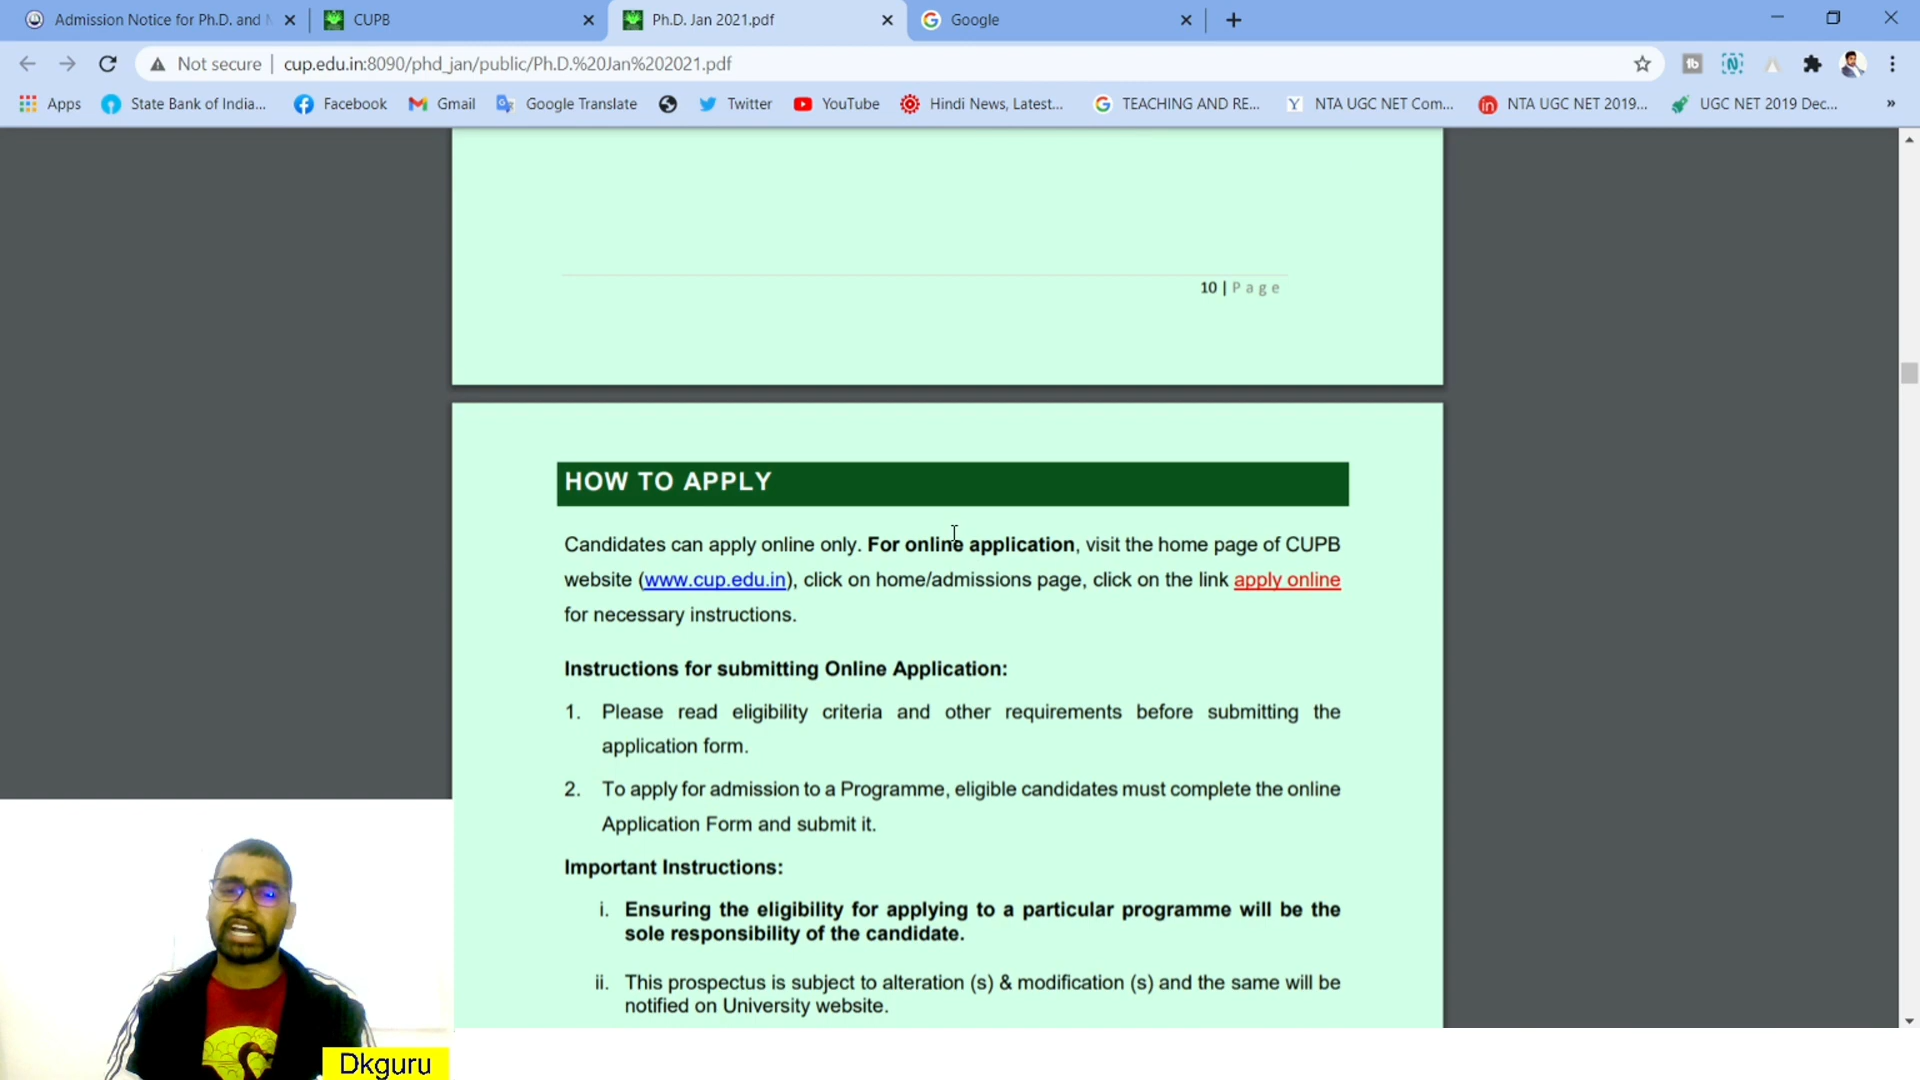 Admission Notice for Ph.D. and
CUPB
Ph.D. Jan 2021.pdf
Google
Not secure
cup.edu.in:8090/phd_jan/public/Ph.D.%20Jan%202021.pdf
Apps
State Bank of India...
Facebook
Gmail
Google Translate
Twitter
YouTube
Hindi News, Latest...
TEACHING AND RE...
NTA UGC NET Com...
NTA UGC NET 2019...
UGC NET 2019 Dec...
10 | Page
HOW TO APPLY
Candidates can apply online only. For online application, visit the home page of CUPB
website (www.cup.edu.in), click on home/admissions page, click on the link apply online
for necessary instructions.
Instructions for submitting Online Application:
1. Please read eligibility criteria and other requirements before submitting the
application form.
2. To apply for admission to a Programme, eligible candidates must complete the online
Application Form and submit it.
Important Instructions:
i. Ensuring the eligibility for applying to a particular programme will be the
sole responsibility of the candidate.
ii. This prospectus is subject to alteration (s) & modification (s) and the same will be
notified on University website.
Dkguru